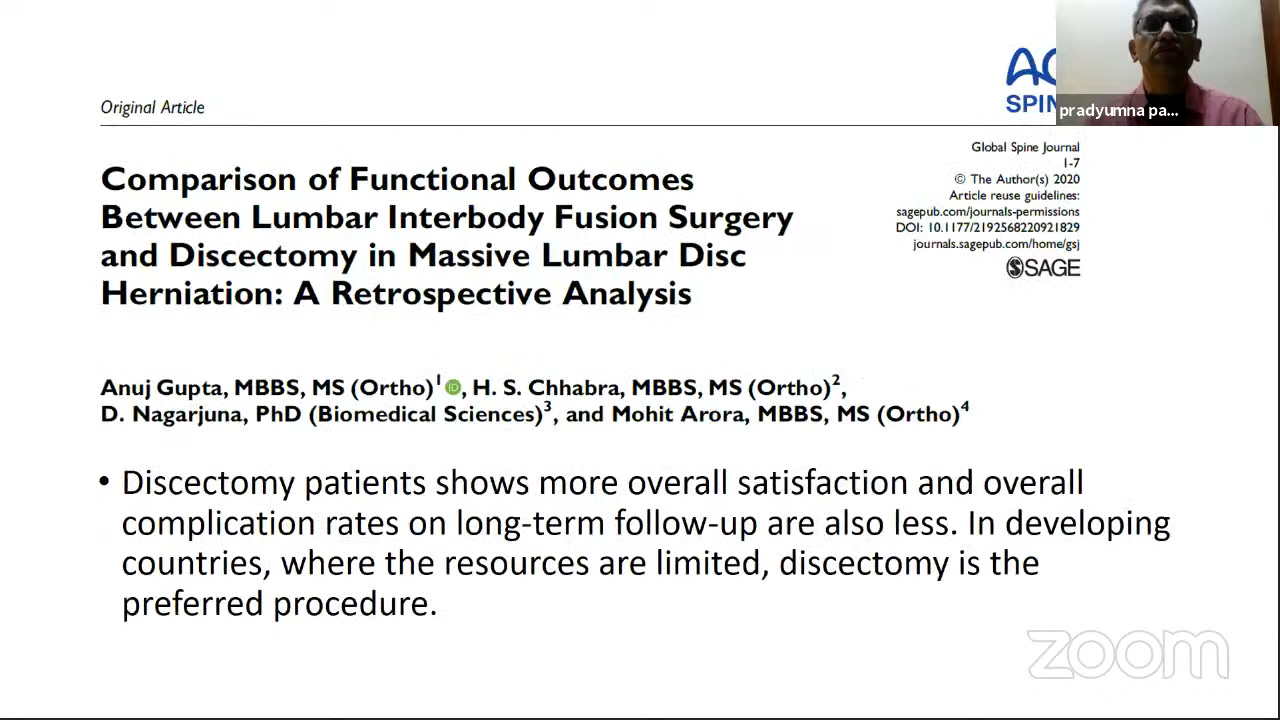 Original Article
AO
SPIN
pradyumna pa...
Global Spine Journal
1-7
© The Author(s) 2020
Article reuse guidelines:
sagepub.com/journals-permissions
DOI: 10.1177/2192568220921829
journals.sagepub.com/home/gsj
SAGE
Comparison of Functional Outcomes
Between Lumbar Interbody Fusion Surgery
and Discectomy in Massive Lumbar Disc
Herniation: A Retrospective Analysis
Anuj Gupta, MBBS, MS (Ortho)1 iD, H. S. Chhabra, MBBS, MS (Ortho)2,
D. Nagarjuna, PhD (Biomedical Sciences)3, and Mohit Arora, MBBS, MS (Ortho)4
• Discectomy patients shows more overall satisfaction and overall
complication rates on long-term follow-up are also less. In developing
countries, where the resources are limited, discectomy is the
preferred procedure.
zoom